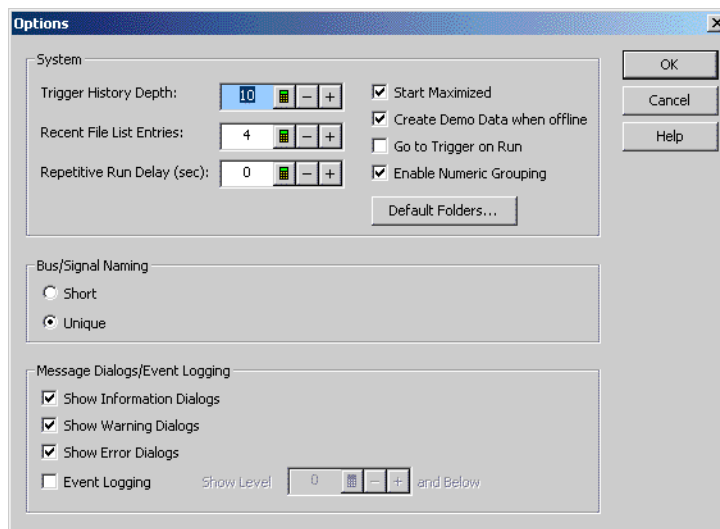 Options
System
Trigger History Depth: 10
Recent File List Entries: 4
Repetitive Run Delay (sec): 0
Start Maximized
Create Demo Data when offline
Go to Trigger on Run
Enable Numeric Grouping
Default Folders...
OK
Cancel
Help
Bus/Signal Naming
Short
Unique
Message Dialogs/Event Logging
Show Information Dialogs
Show Warning Dialogs
Show Error Dialogs
Event Logging Show Level 0 and Below